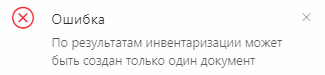 Ошибка
По результатам инвентаризации может
быть создан только один документ